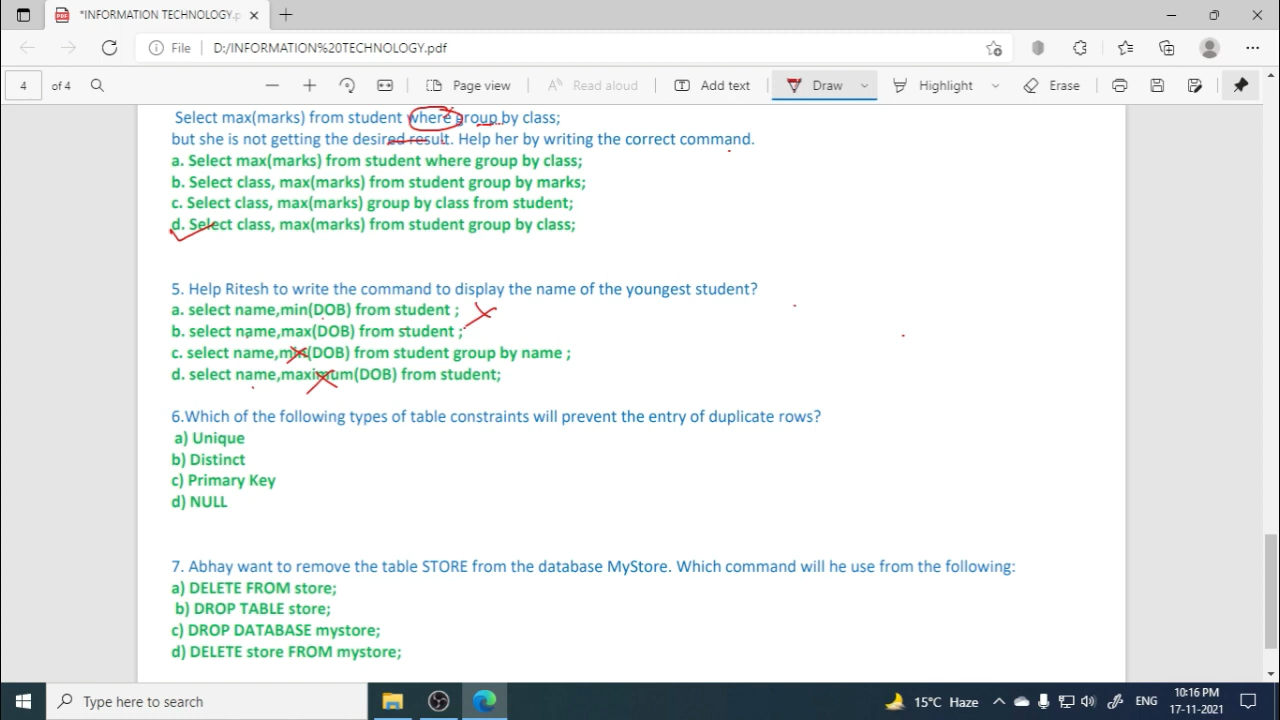 *INFORMATION TECHNOLOGY.p
File
D:/INFORMATION%20TECHNOLOGY.pdf
4 of 4
Page view
Read aloud
Add text
Draw
Highlight
Erase
Select max(marks) from student where group by class;
but she is not getting the desired result. Help her by writing the correct command.
a. Select max(marks) from student where group by class;
b. Select class, max(marks) from student group by marks;
c. Select class, max(marks) group by class from student;
d. Select class, max(marks) from student group by class;
5. Help Ritesh to write the command to display the name of the youngest student?
a. select name,min(DOB) from student ;
b. select name,max(DOB) from student ;
c. select name,min(DOB) from student group by name ;
d. select name,maximum(DOB) from student;
6.Which of the following types of table constraints will prevent the entry of duplicate rows?
a) Unique
b) Distinct
c) Primary Key
d) NULL
7. Abhay want to remove the table STORE from the database MyStore. Which command will he use from the following:
a) DELETE FROM store;
b) DROP TABLE store;
c) DROP DATABASE mystore;
d) DELETE store FROM mystore;
Type here to search
15°C Haze
ENG
10:16 PM
17-11-2021